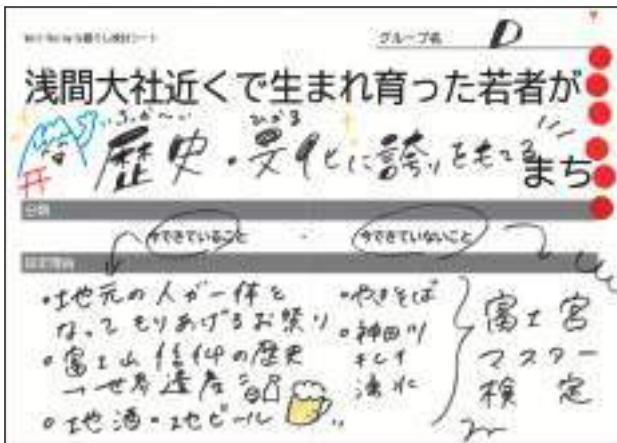 グループ名 D
浅間大社近くで生まれ育った若者が
歴史・文化に誇りをもてる
まち
今できていること・今できていないこと
・地元の人が一体と
なってもりあげるお祭り
・富士山信仰の歴史
→世界遺産
・地酒・地ビール
・やきそば
・神田川
キレイ
湧水
富士宮
マスター
検定